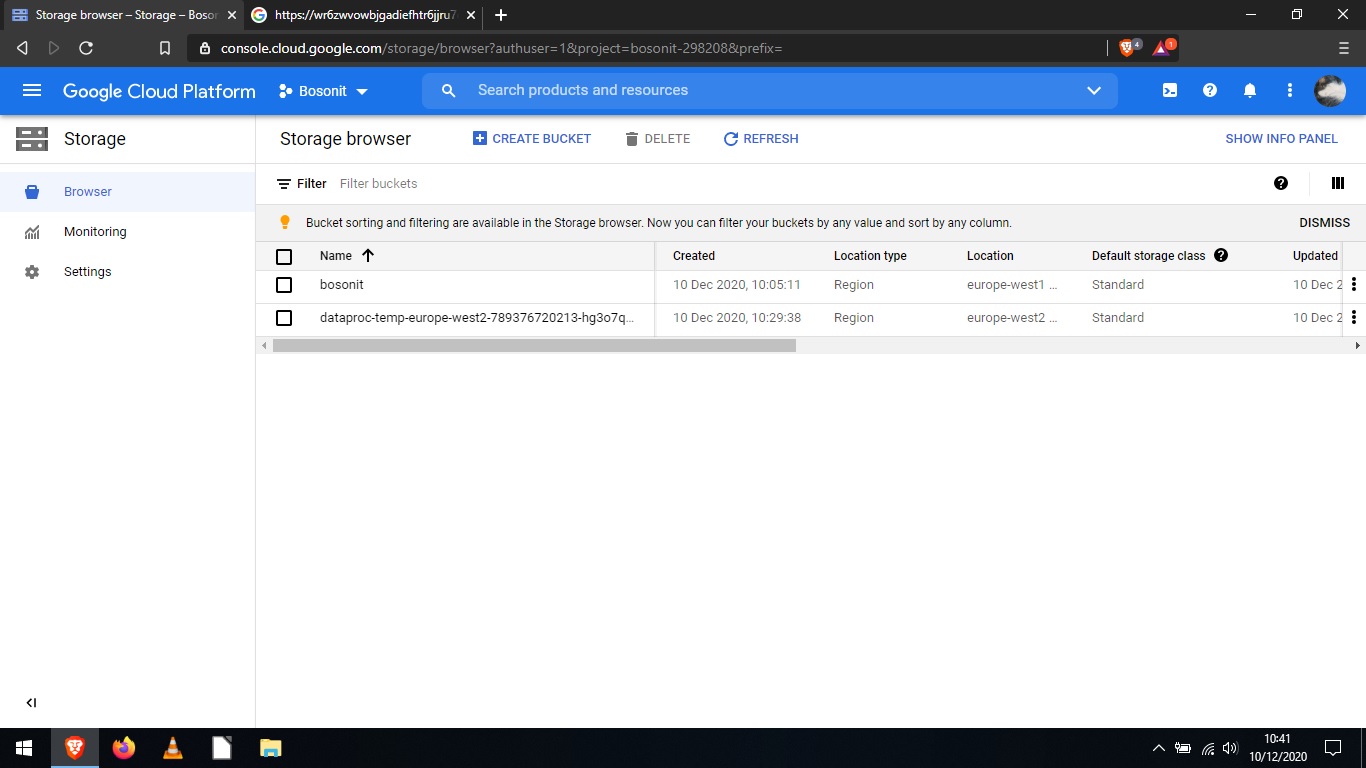 Storage browser – Storage – Boson
https://wr6zwvowbjgadiefhtr6jjru7
console.cloud.google.com/storage/browser?authuser=1&project=bosonit-298208&prefix=
4
1
Google Cloud Platform
Bosonit
Search products and resources
Storage
Storage browser
CREATE BUCKET
DELETE
REFRESH
SHOW INFO PANEL
Browser
Monitoring
Settings
Filter Filter buckets
Bucket sorting and filtering are available in the Storage browser. Now you can filter your buckets by any value and sort by any column.
DISMISS
Name Created Location type Location Default storage class Updated
bosonit 10 Dec 2020, 10:05:11 Region europe-west1 ... Standard 10 Dec 2
dataproc-temp-europe-west2-789376720213-hg3o7q... 10 Dec 2020, 10:29:38 Region europe-west2 ... Standard 10 Dec 2
10:41
10/12/2020